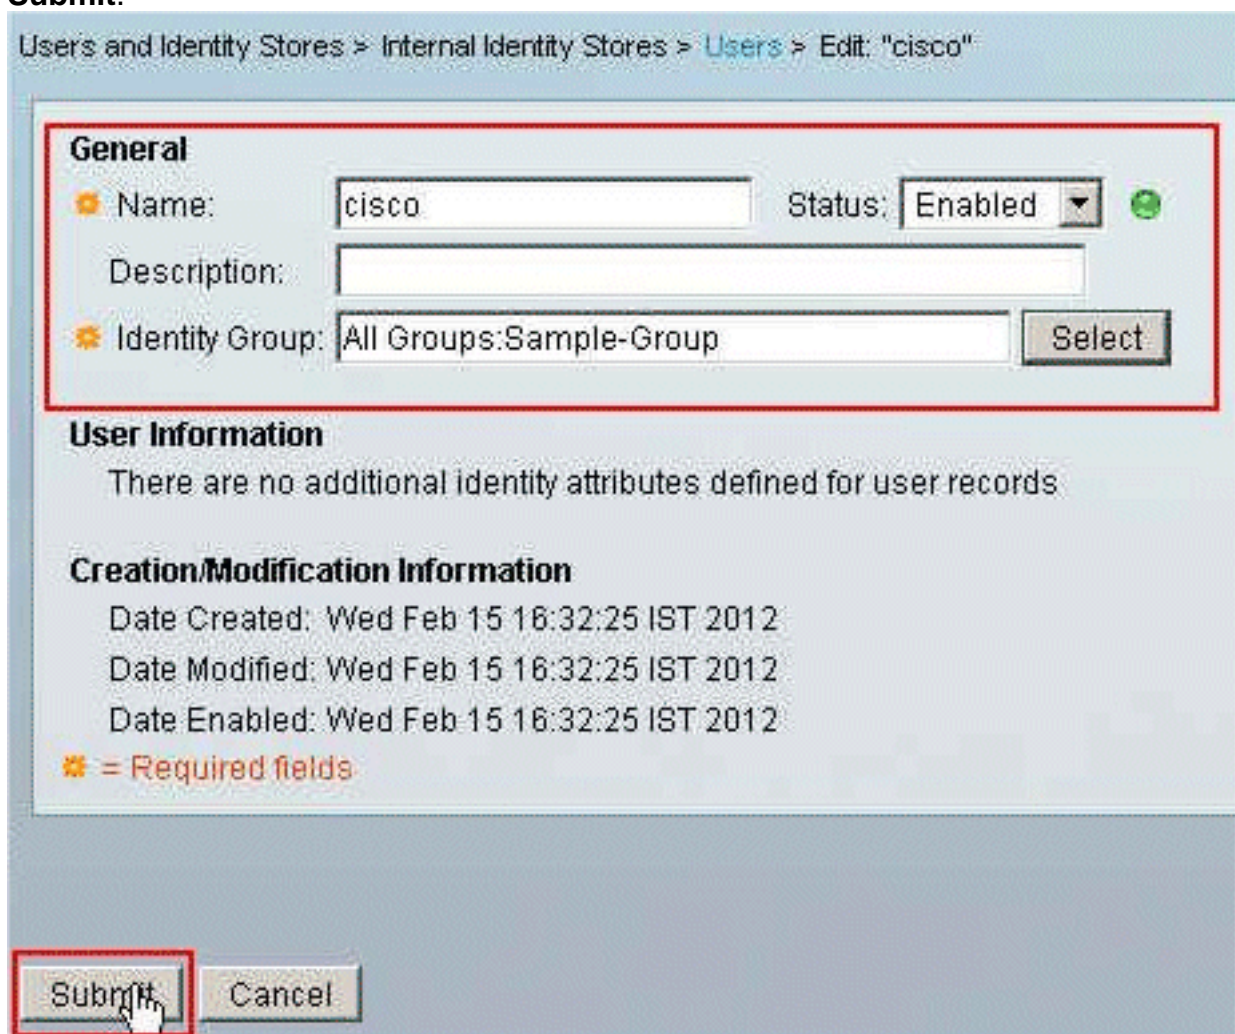 Submit.
Users and Identity Stores > Internal Identity Stores > Users > Edit: "cisco"
General
Name: cisco Status: Enabled
Description:
Identity Group: All Groups:Sample-Group Select
User Information
There are no additional identity attributes defined for user records
Creation/Modification Information
Date Created: Wed Feb 15 16:32:25 IST 2012
Date Modified: Wed Feb 15 16:32:25 IST 2012
Date Enabled: Wed Feb 15 16:32:25 IST 2012
= Required fields
Submit Cancel